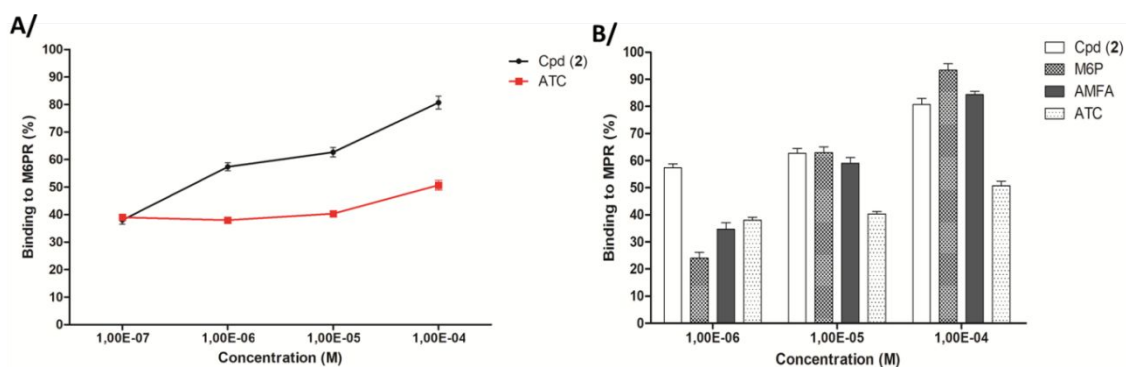 A/
Binding to M6PR (%)
100
90
80
70
60
50
40
30
20
10
0
1,00E-07 1,00E-06 1,00E-05 1,00E-04
Concentration (M)
Cpd (2)
ATC
B/
Binding to MPR (%)
100
90
80
70
60
50
40
30
20
10
0
1,00E-06 1,00E-05 1,00E-04
Concentration (M)
Cpd (2)
M6P
AMFA
ATC